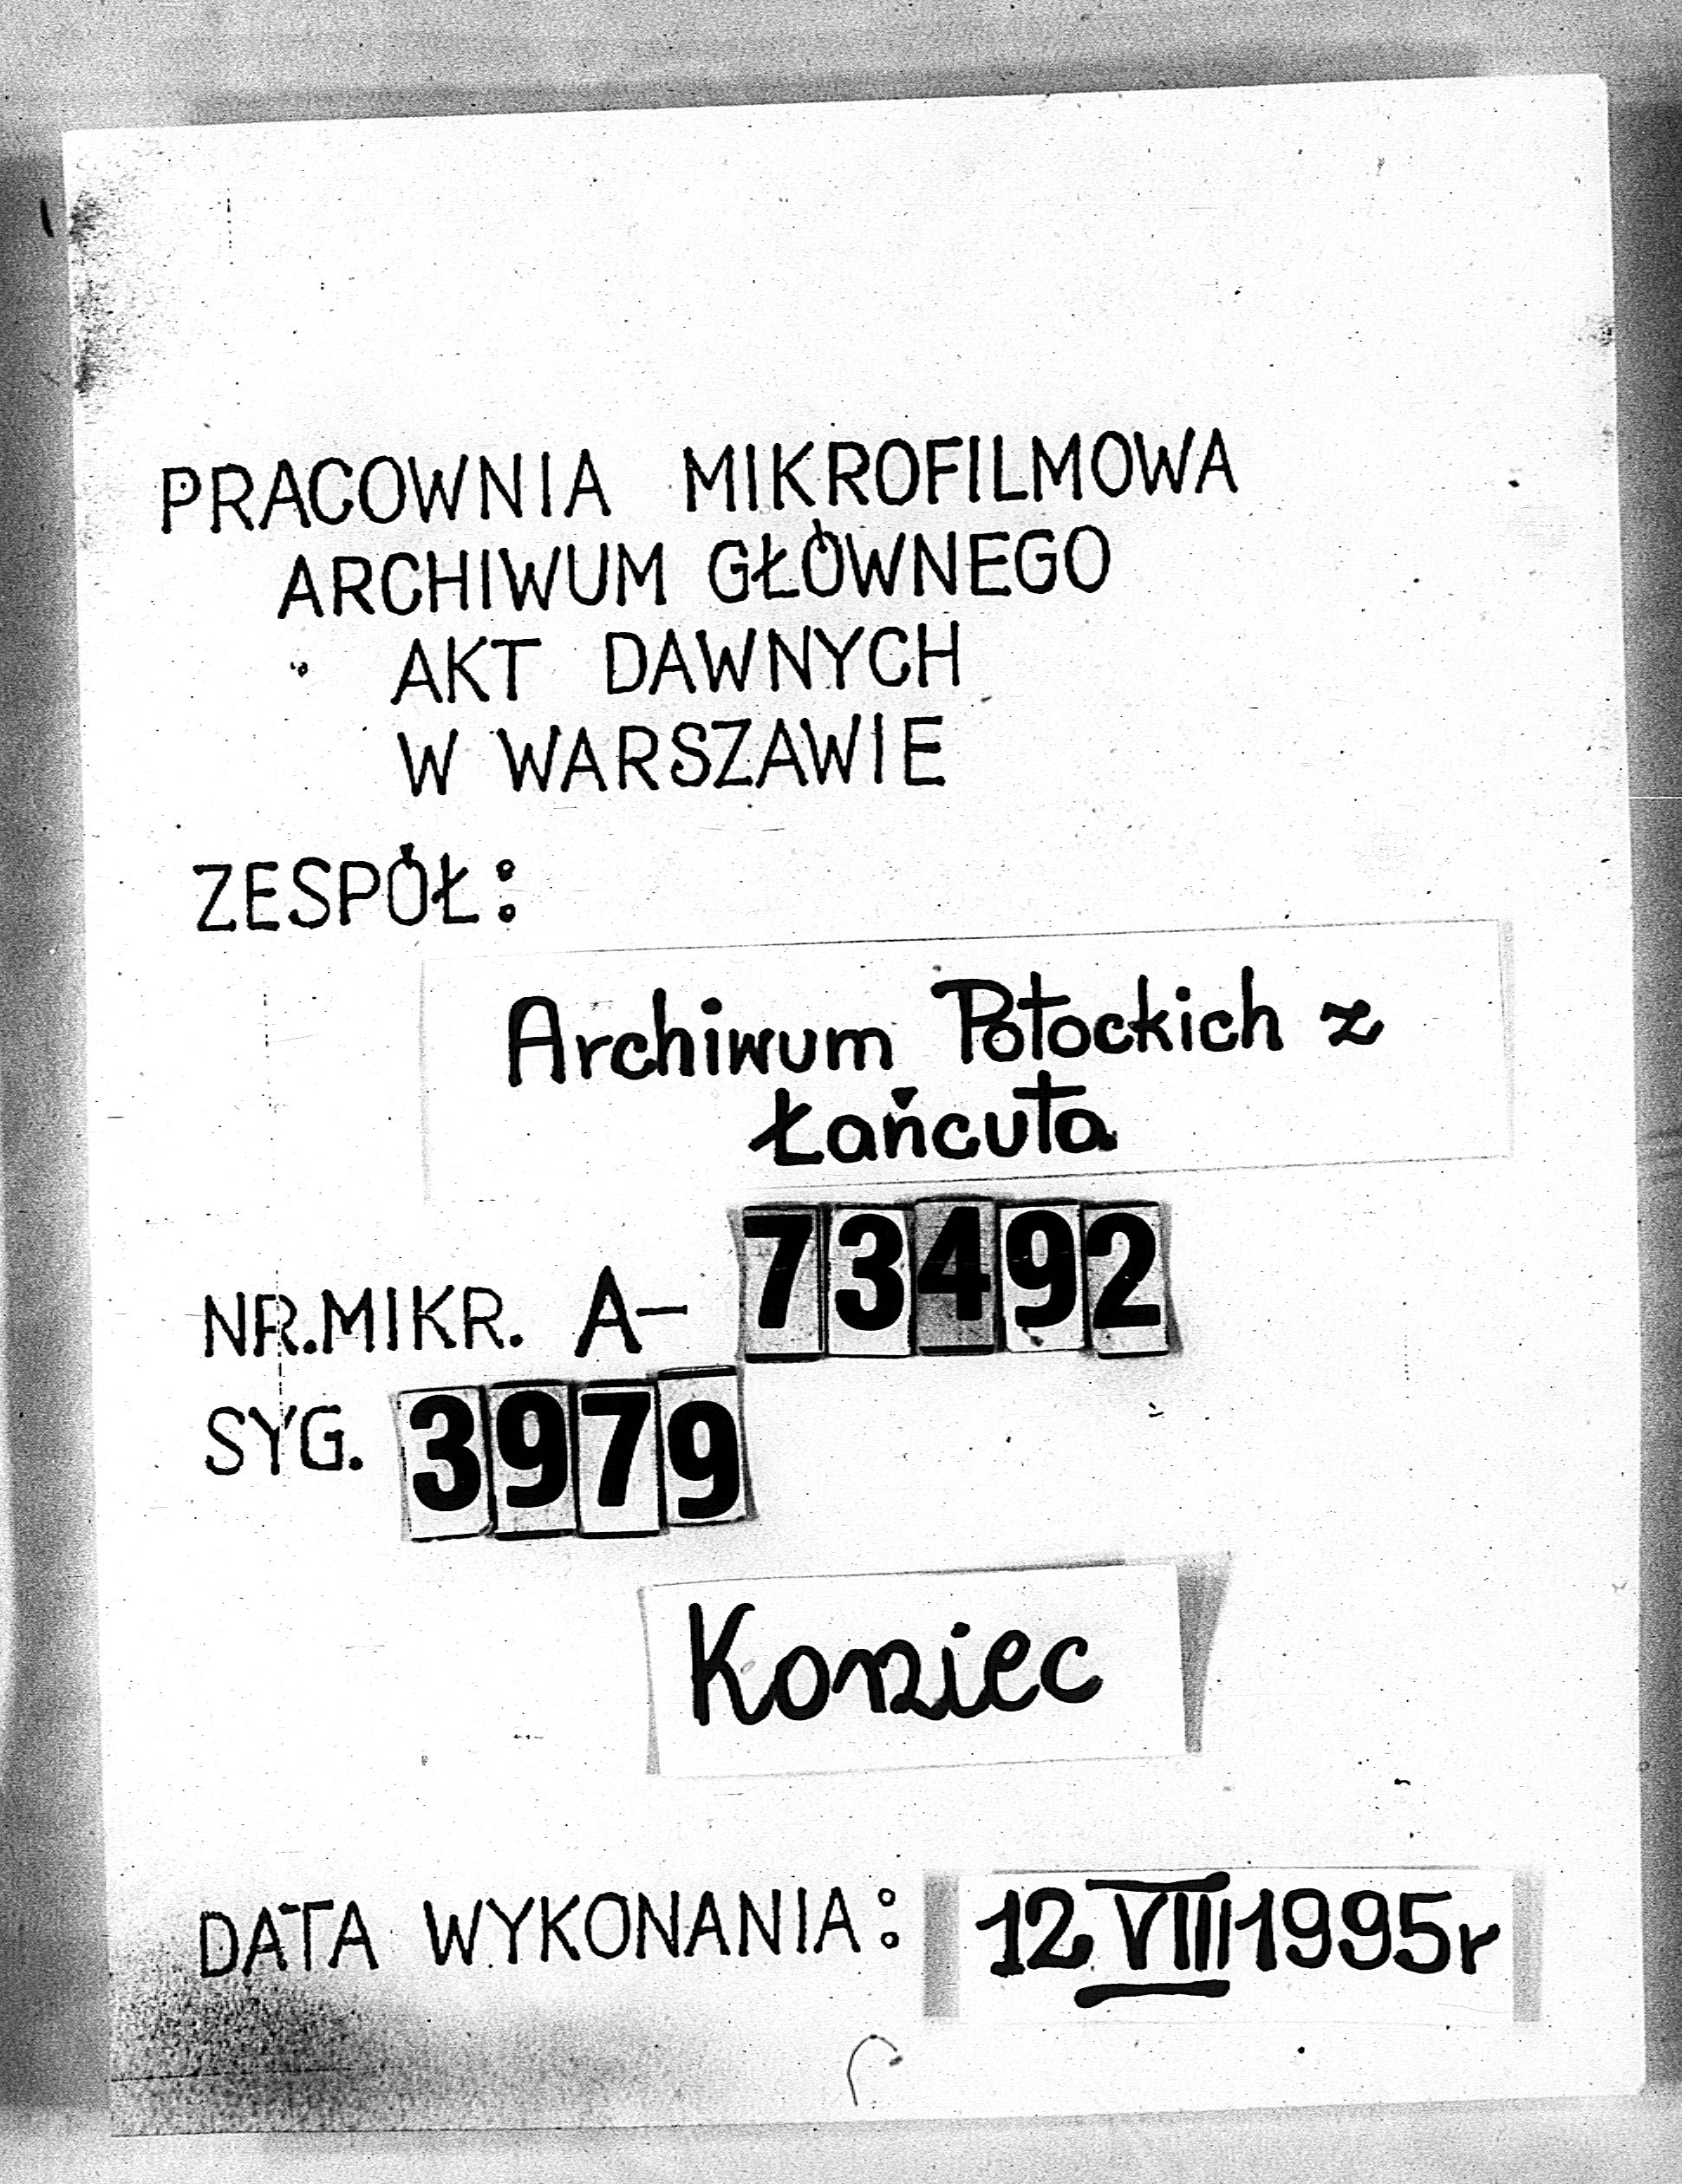 PRACOWNIA MIKROFILMOWA
ARCHIWUM GŁÓWNEGO
AKT DAWNYCH
W WARSZAWIE
ZESPÓŁ:
Archiwum Potockich z
Łańcuta
NR.MIKR. A- 73492
SYG. 3979
Koniec
DATA WYKONANIA: 12 VIII 1995r